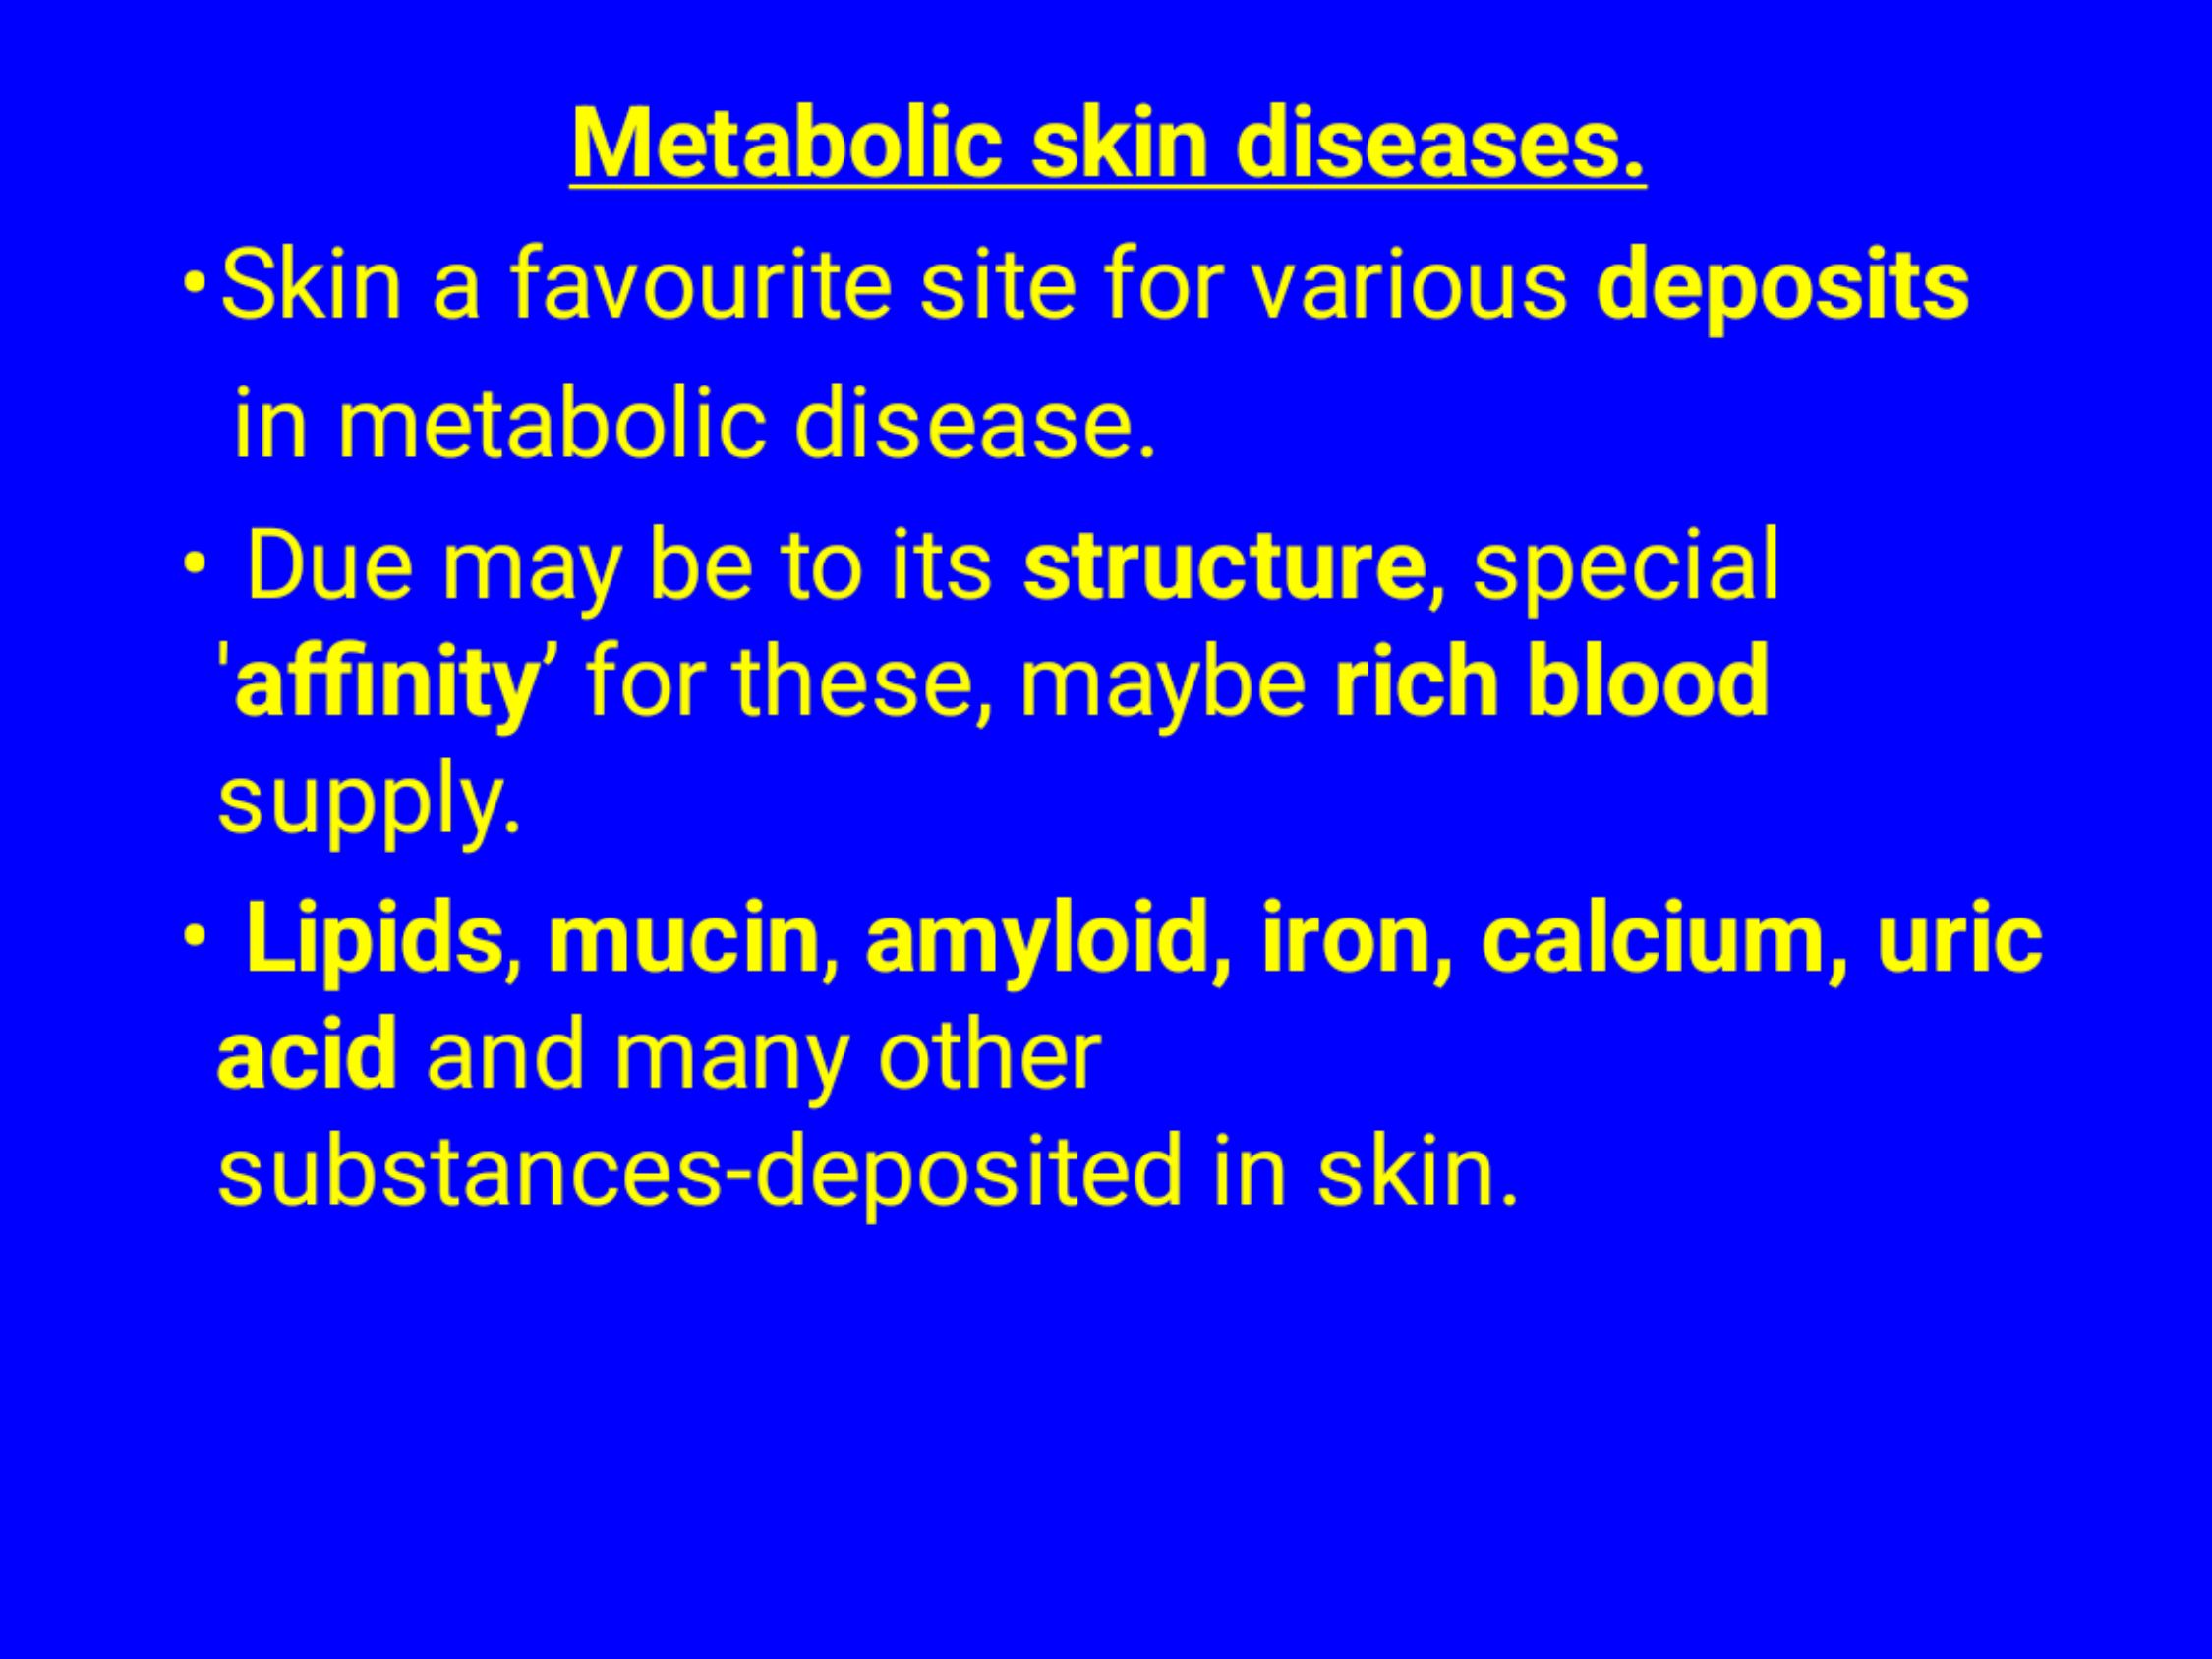 Metabolic skin diseases.
•Skin a favourite site for various deposits
in metabolic disease.
• Due may be to its structure, special
'affinity’ for these, maybe rich blood
supply.
• Lipids, mucin, amyloid, iron, calcium, uric
acid and many other
substances-deposited in skin.